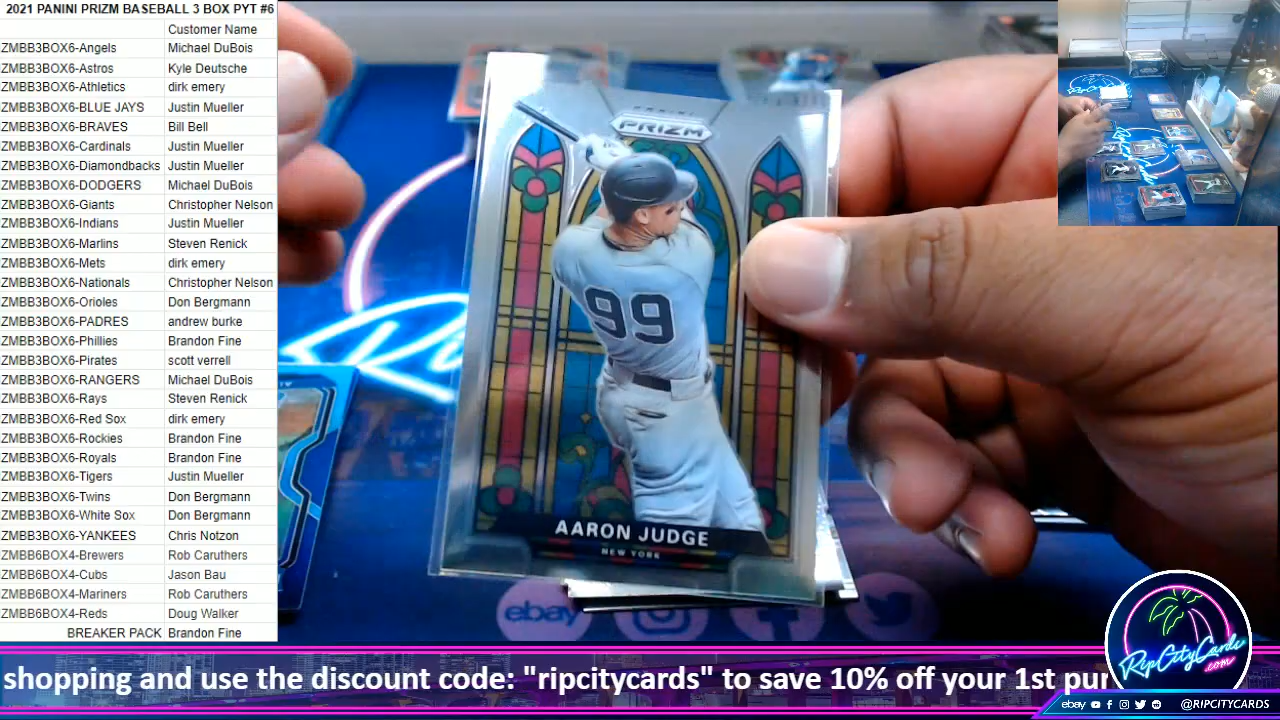 2021 PANINI PRIZM BASEBALL 3 BOX PYT #6
Customer Name
ZMBB3BOX6-Angels Michael DuBois
ZMBB3BOX6-Astros Kyle Deutsche
ZMBB3BOX6-Athletics dirk emery
ZMBB3BOX6-BLUE JAYS Justin Mueller
ZMBB3BOX6-BRAVES Bill Bell
ZMBB3BOX6-Cardinals Justin Mueller
ZMBB3BOX6-Diamondbacks Justin Mueller
ZMBB3BOX6-DODGERS Michael DuBois
ZMBB3BOX6-Giants Christopher Nelson
ZMBB3BOX6-Indians Justin Mueller
ZMBB3BOX6-Marlins Steven Renick
ZMBB3BOX6-Mets dirk emery
ZMBB3BOX6-Nationals Christopher Nelson
ZMBB3BOX6-Orioles Don Bergmann
ZMBB3BOX6-PADRES andrew burke
ZMBB3BOX6-Phillies Brandon Fine
ZMBB3BOX6-Pirates scott verrell
ZMBB3BOX6-RANGERS Michael DuBois
ZMBB3BOX6-Rays Steven Renick
ZMBB3BOX6-Red Sox dirk emery
ZMBB3BOX6-Rockies Brandon Fine
ZMBB3BOX6-Royals Brandon Fine
ZMBB3BOX6-Tigers Justin Mueller
ZMBB3BOX6-Twins Don Bergmann
ZMBB3BOX6-White Sox Don Bergmann
ZMBB3BOX6-YANKEES Chris Notzon
ZMBB6BOX4-Brewers Rob Caruthers
ZMBB6BOX4-Cubs Jason Bau
ZMBB6BOX4-Mariners Rob Caruthers
ZMBB6BOX4-Reds Doug Walker
BREAKER PACK Brandon Fine
PANINI
PRIZM
99
AARON JUDGE
NEW YORK
ebay
shopping and use the discount code: "ripcitycards" to save 10% off your 1st pur
RipCityCards
.com
ebay @RIPCITYCARDS